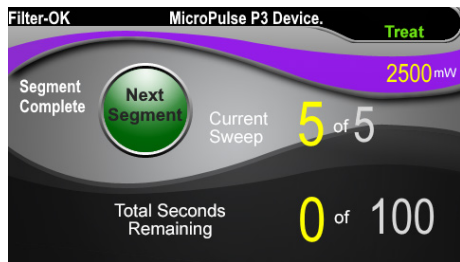 Filter-OK
MicroPulse P3 Device.
Treat
2500mW
Segment
Complete
Next
Segment
Current
Sweep
5 of 5
Total Seconds
Remaining
0 of 100